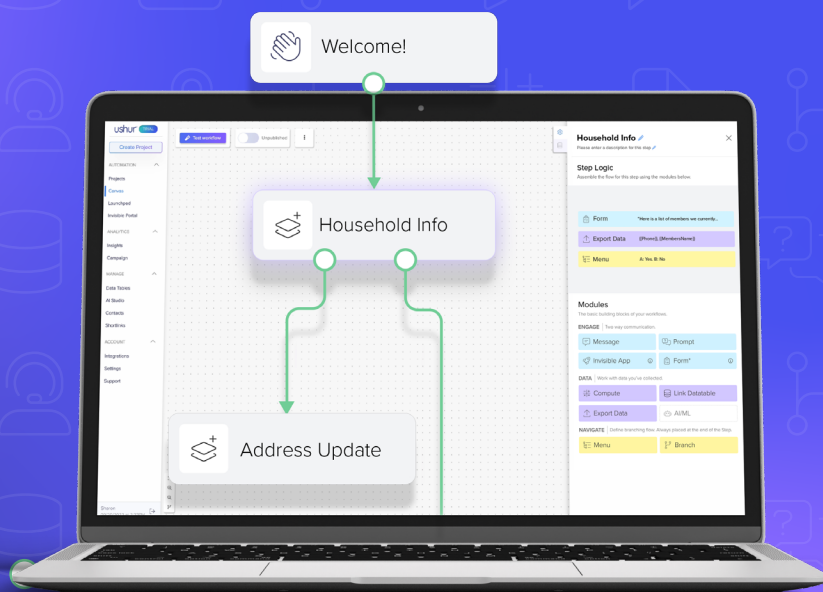 Welcome!
ushur TRIAL
Create Project
AUTOMATION
Projects
Canvas
Launchpad
Invisible Portal
ANALYTICS
Insights
Campaign
MANAGE
Data Tables
AI Studio
Contacts
Shortlinks
ACCOUNT
Integrations
Settings
Support
Test workflow
Unpublished
Household Info
Address Update
Household Info
Please enter a description for this step
Step Logic
Assemble the flow for this step using the modules below.
Form "Here is a list of members we currently...
Export Data {{Phone}}, {{MembersName}}
Menu A: Yes, B: No
Modules
The basic building blocks of your workflows.
ENGAGE | Two way communication.
Message
Prompt
Invisible App
Form*
DATA | Work with data you've collected.
Compute
Link Datatable
Export Data
AI/ML
NAVIGATE | Define branching flow. Always placed at the end of the Step.
Menu
Branch